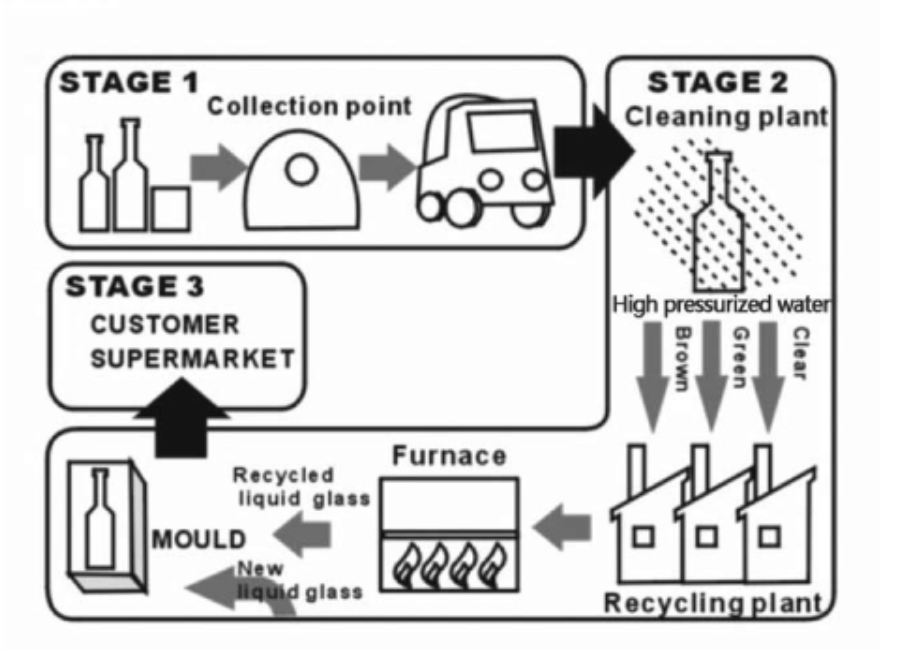 STAGE 1
Collection point
STAGE 2
Cleaning plant
High pressurized water
Brown
Green
Clear
Recycling plant
Furnace
Recycled
liquid glass
New
liquid glass
MOULD
STAGE 3
CUSTOMER
SUPERMARKET